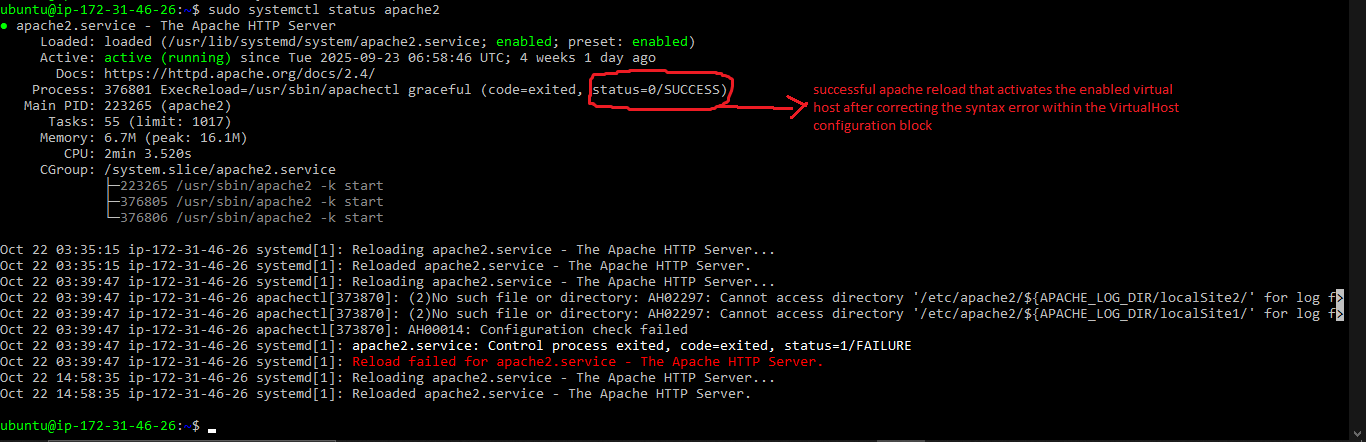 ubuntu@ip-172-31-46-26:~$ sudo systemctl status apache2
● apache2.service - The Apache HTTP Server
Loaded: loaded (/usr/lib/systemd/system/apache2.service; enabled; preset: enabled)
Active: active (running) since Tue 2025-09-23 06:58:46 UTC; 4 weeks 1 day ago
Docs: https://httpd.apache.org/docs/2.4/
Process: 376801 ExecReload=/usr/sbin/apachectl graceful (code=exited, status=0/SUCCESS)
successful apache reload that activates the enabled virtual
host after correcting the syntax error within the VirtualHost
configuration block
Main PID: 223265 (apache2)
Tasks: 55 (limit: 1017)
Memory: 6.7M (peak: 16.1M)
CPU: 2min 3.520s
CGroup: /system.slice/apache2.service
├─223265 /usr/sbin/apache2 -k start
├─376805 /usr/sbin/apache2 -k start
└─376806 /usr/sbin/apache2 -k start
Oct 22 03:35:15 ip-172-31-46-26 systemd[1]: Reloading apache2.service - The Apache HTTP Server...
Oct 22 03:35:15 ip-172-31-46-26 systemd[1]: Reloaded apache2.service - The Apache HTTP Server.
Oct 22 03:39:47 ip-172-31-46-26 systemd[1]: Reloading apache2.service - The Apache HTTP Server...
Oct 22 03:39:47 ip-172-31-46-26 apachectl[373870]: (2)No such file or directory: AH02297: Cannot access directory '/etc/apache2/${APACHE_LOG_DIR/localSite2/' for log f>
Oct 22 03:39:47 ip-172-31-46-26 apachectl[373870]: (2)No such file or directory: AH02297: Cannot access directory '/etc/apache2/${APACHE_LOG_DIR/localSite1/' for log f>
Oct 22 03:39:47 ip-172-31-46-26 apachectl[373870]: AH00014: Configuration check failed
Oct 22 03:39:47 ip-172-31-46-26 systemd[1]: apache2.service: Control process exited, code=exited, status=1/FAILURE
Oct 22 03:39:47 ip-172-31-46-26 systemd[1]: Reload failed for apache2.service - The Apache HTTP Server.
Oct 22 14:58:35 ip-172-31-46-26 systemd[1]: Reloading apache2.service - The Apache HTTP Server...
Oct 22 14:58:35 ip-172-31-46-26 systemd[1]: Reloaded apache2.service - The Apache HTTP Server.
ubuntu@ip-172-31-46-26:~$